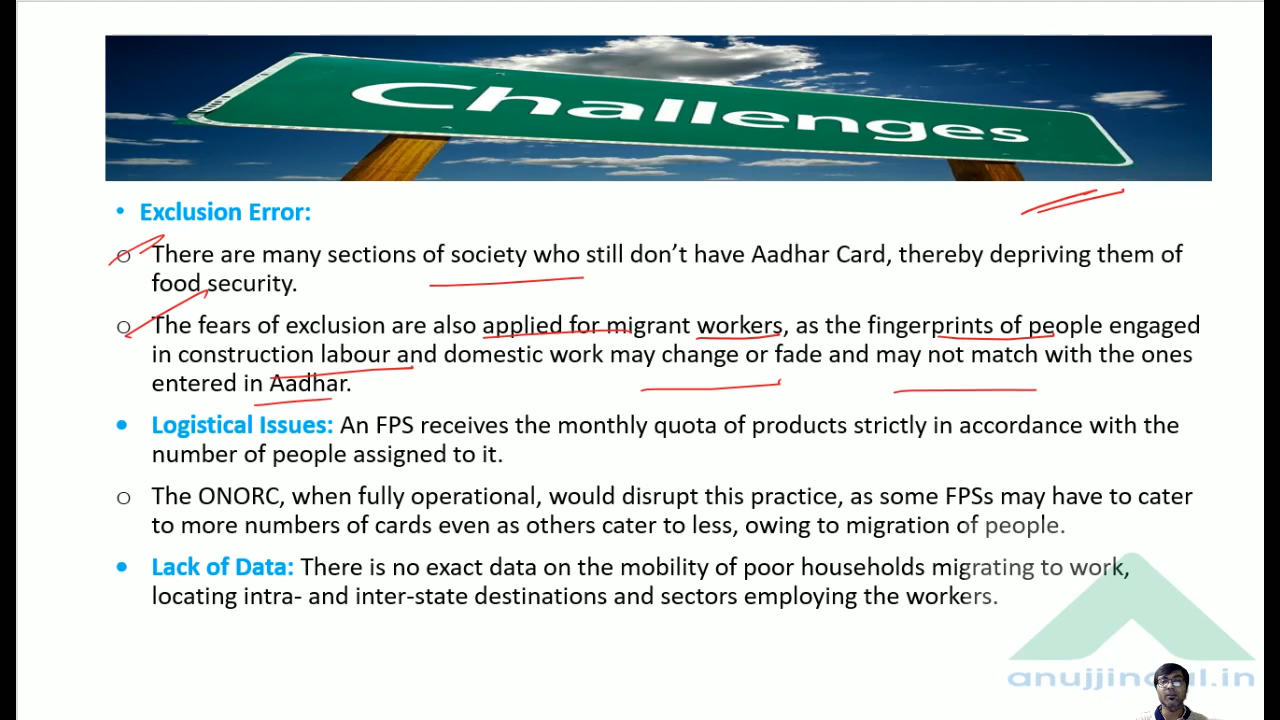 Challenges
• Exclusion Error:
o There are many sections of society who still don’t have Aadhar Card, thereby depriving them of
food security.
o The fears of exclusion are also applied for migrant workers, as the fingerprints of people engaged
in construction labour and domestic work may change or fade and may not match with the ones
entered in Aadhar.
• Logistical Issues: An FPS receives the monthly quota of products strictly in accordance with the
number of people assigned to it.
o The ONORC, when fully operational, would disrupt this practice, as some FPSs may have to cater
to more numbers of cards even as others cater to less, owing to migration of people.
• Lack of Data: There is no exact data on the mobility of poor households migrating to work,
locating intra- and inter-state destinations and sectors employing the workers.